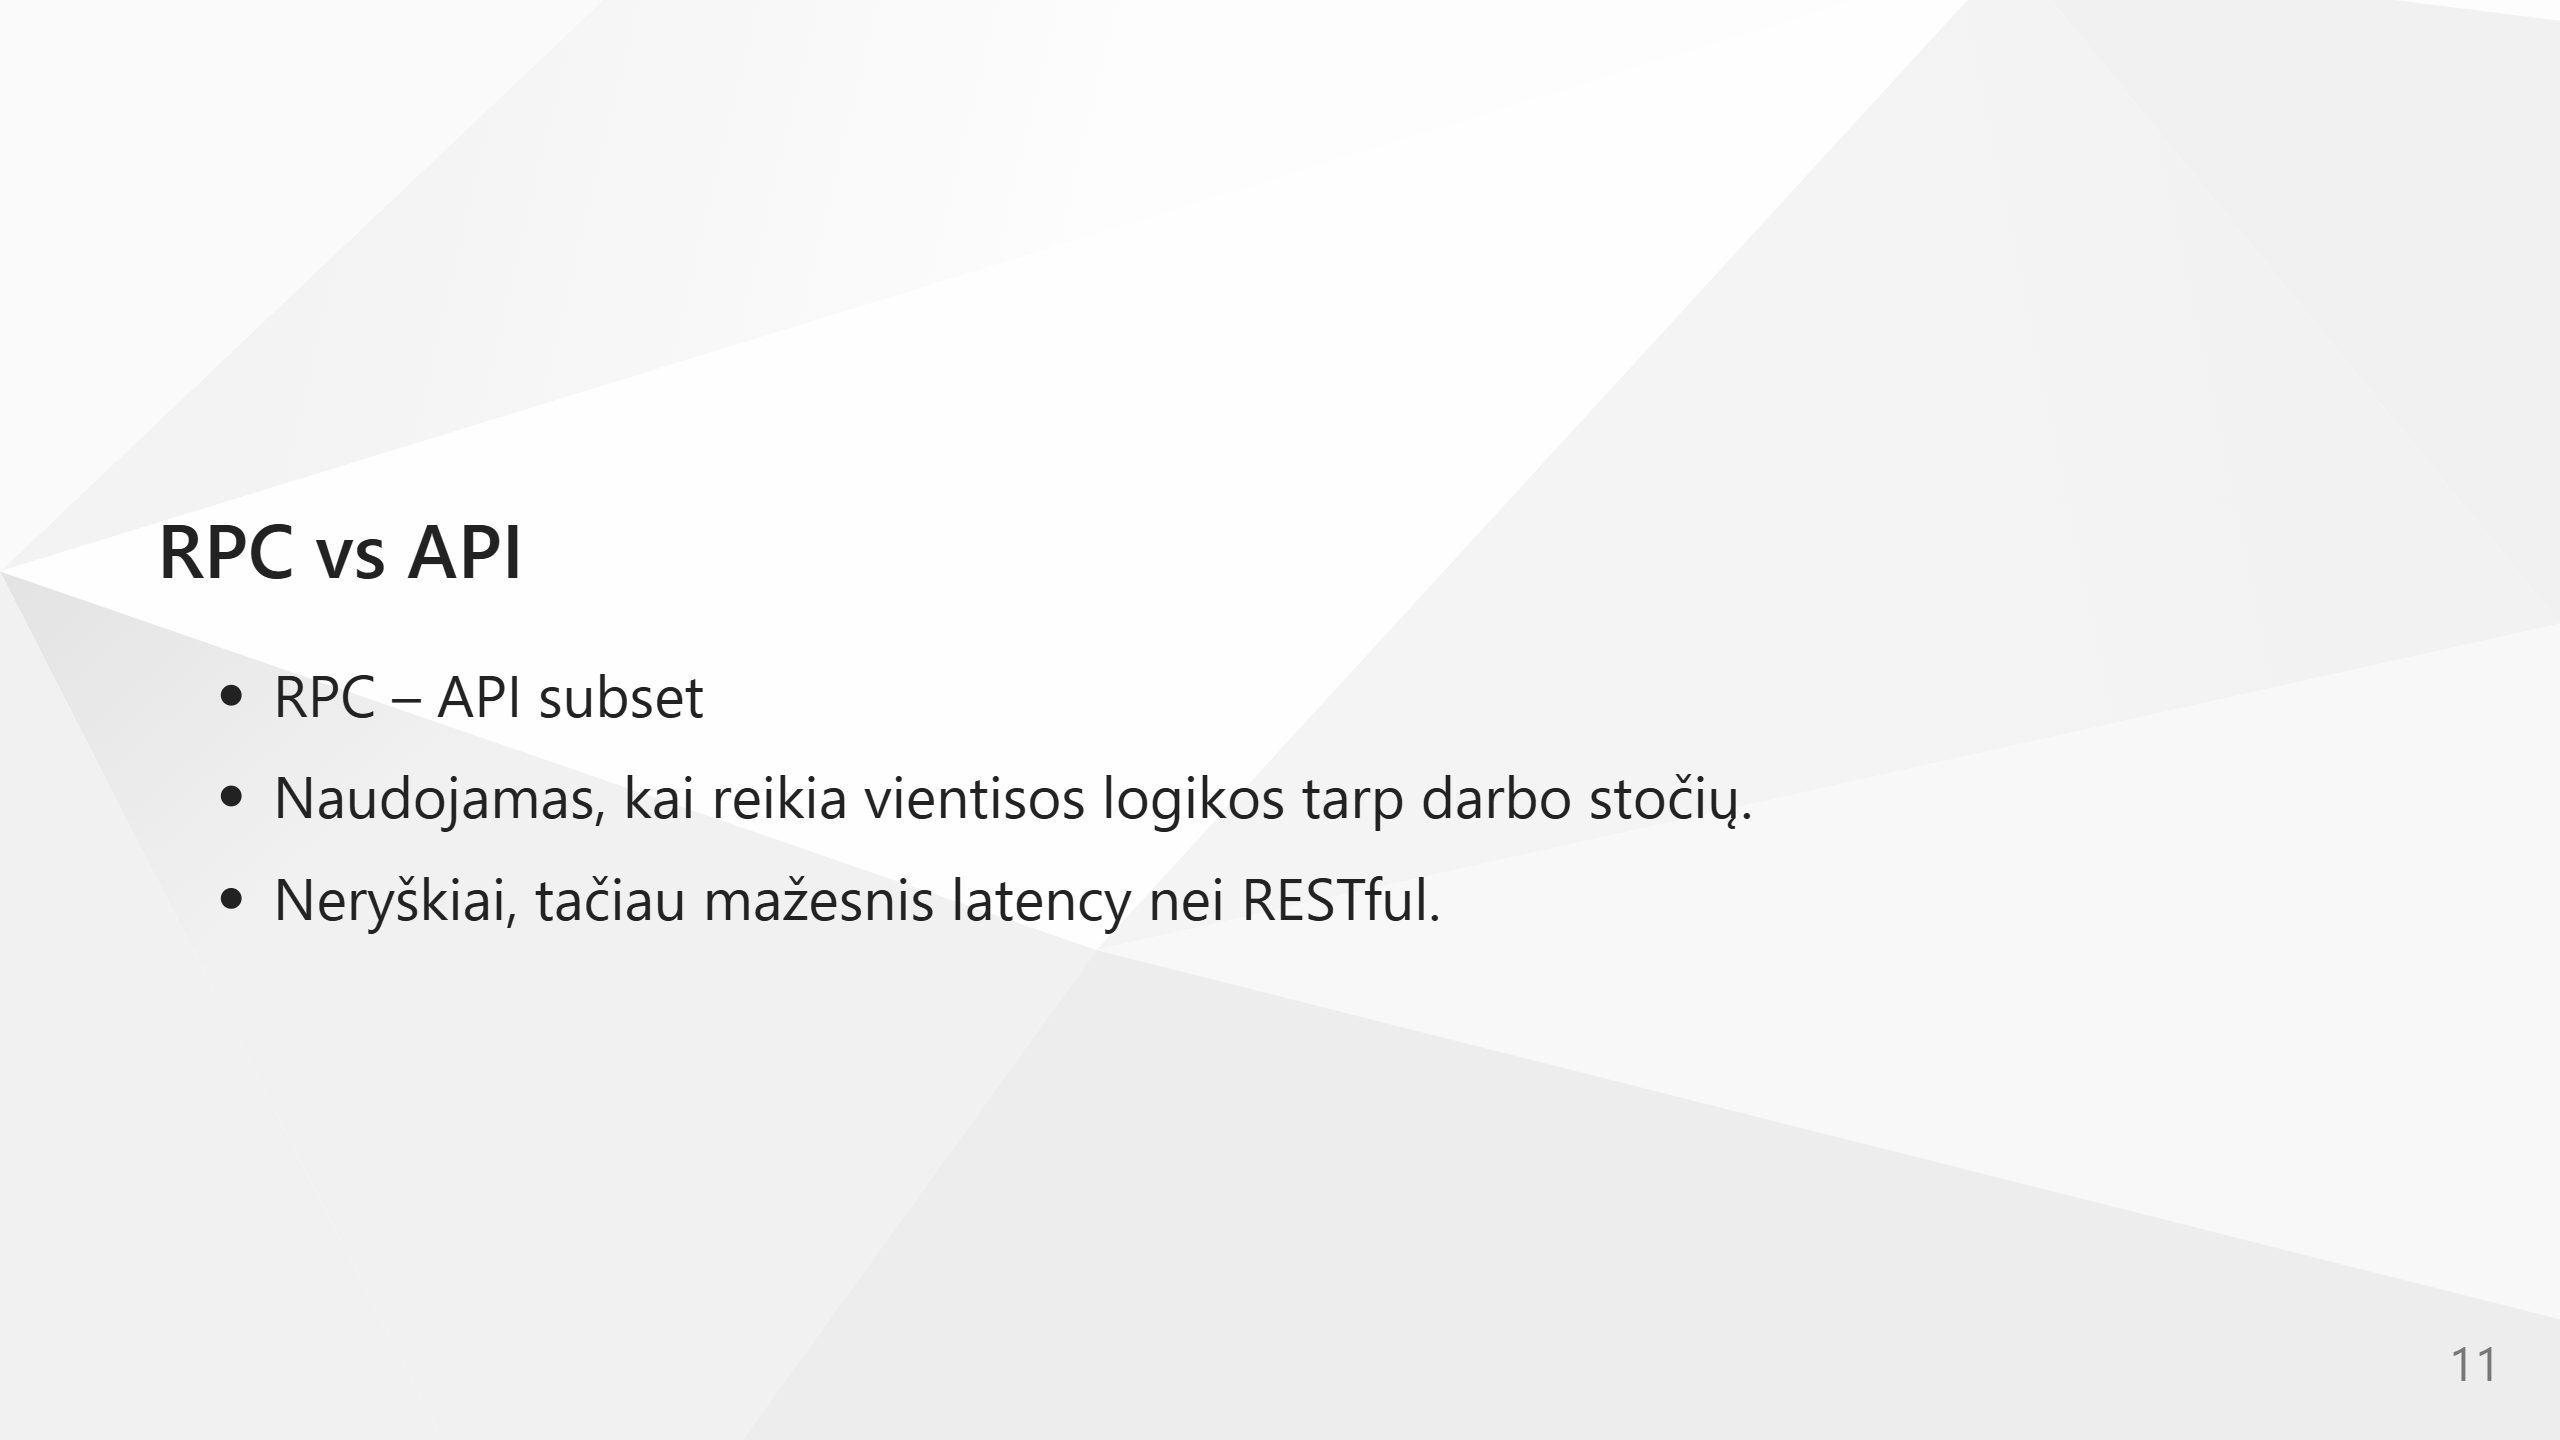 RPC vs API
• RPC – API subset
• Naudojamas, kai reikia vientisos logikos tarp darbo stočių.
• Neryškiai, tačiau mažesnis latency nei RESTful.
11